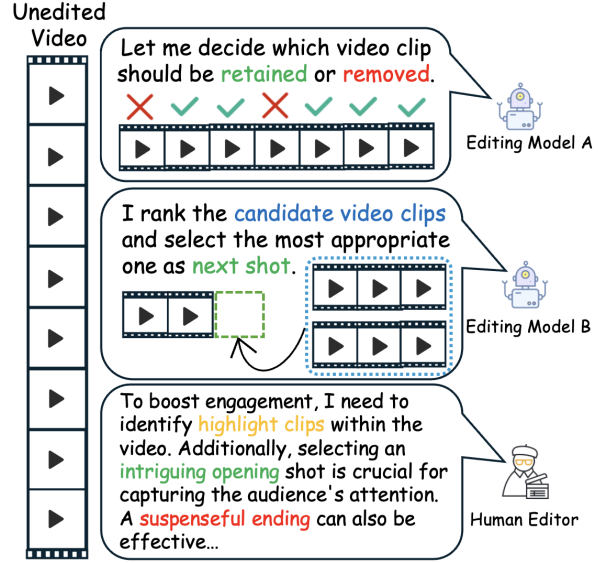 Unedited
Video
Let me decide which video clip
should be retained or removed.
Editing Model A
I rank the candidate video clips
and select the most appropriate
one as next shot.
Editing Model B
To boost engagement, I need to
identify highlight clips within the
video. Additionally, selecting an
intriguing opening shot is crucial for
capturing the audience's attention.
A suspenseful ending can also be
effective...
Human Editor